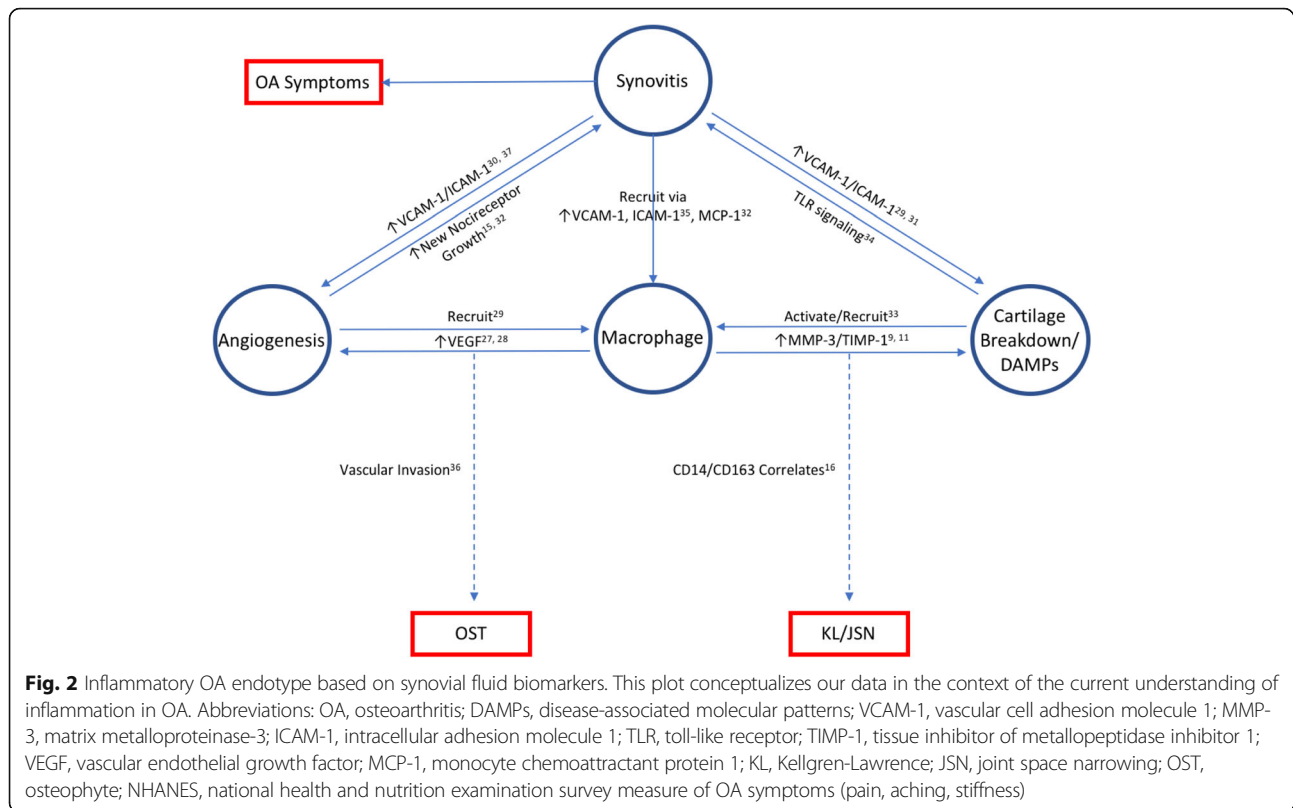 OA Symptoms
Synovitis
↑VCAM-1/ICAM-130, 37
↑New Nocireceptor
Growth15, 32
Recruit via
↑VCAM-1, ICAM-135, MCP-132
↑VCAM-1/ICAM-129, 31
TLR signaling34
Angiogenesis
Recruit29
↑VEGF27, 28
Macrophage
Activate/Recruit33
↑MMP-3/TIMP-19, 11
Cartilage
Breakdown/
DAMPs
Vascular Invasion36
CD14/CD163 Correlates16
OST
KL/JSN
Fig. 2 Inflammatory OA endotype based on synovial fluid biomarkers. This plot conceptualizes our data in the context of the current understanding of
inflammation in OA. Abbreviations: OA, osteoarthritis; DAMPs, disease-associated molecular patterns; VCAM-1, vascular cell adhesion molecule 1; MMP-
3, matrix metalloproteinase-3; ICAM-1, intracellular adhesion molecule 1; TLR, toll-like receptor; TIMP-1, tissue inhibitor of metallopeptidase inhibitor 1;
VEGF, vascular endothelial growth factor; MCP-1, monocyte chemoattractant protein 1; KL, Kellgren-Lawrence; JSN, joint space narrowing; OST,
osteophyte; NHANES, national health and nutrition examination survey measure of OA symptoms (pain, aching, stiffness)